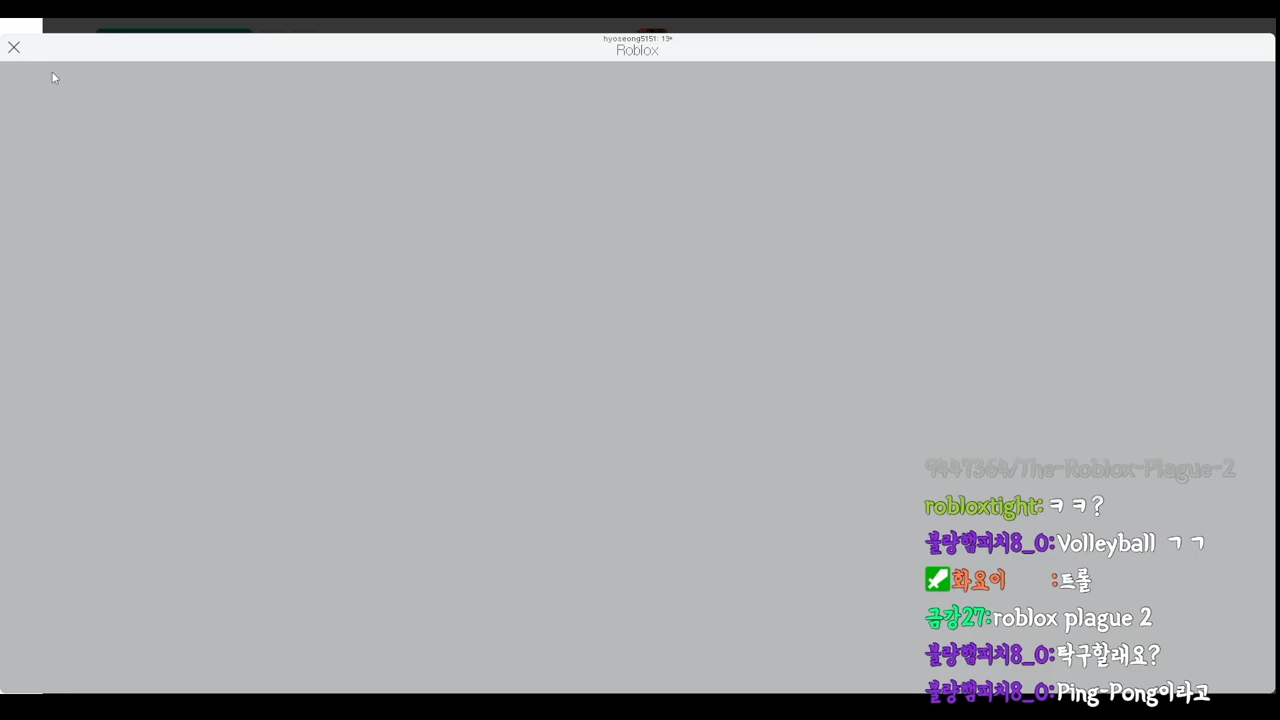 hyoseong5151: 13+
Roblox
9447364/The-Roblox-Plague-2
robloxtight: ㅋㅋ?
불량햄피치8_0: Volleyball ㄱㄱ
화요이 : 트롤
금강27: roblox plague 2
불량햄피치8_0: 탁구할래요?
불량햄피치8_0: Ping-Pong이라고